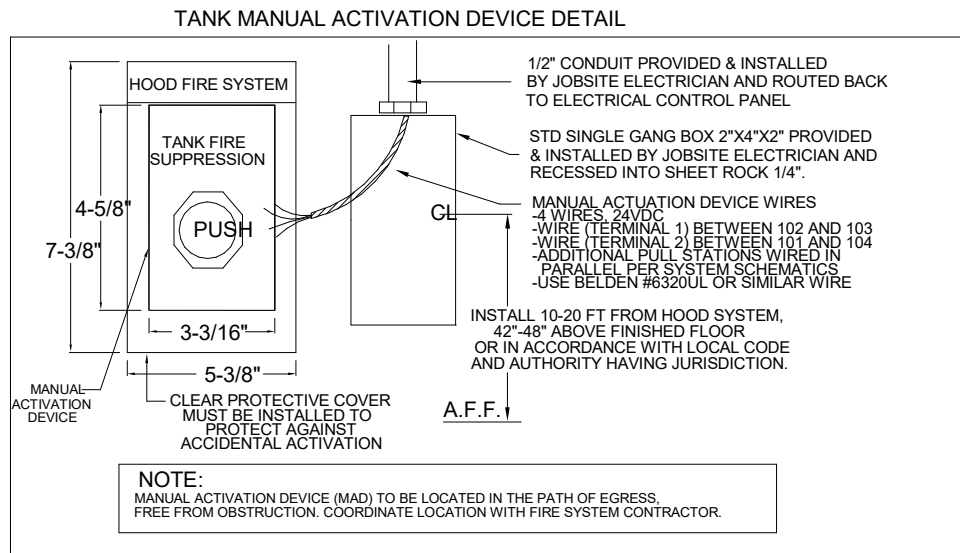 TANK MANUAL ACTIVATION DEVICE DETAIL
HOOD FIRE SYSTEM
TANK FIRE
SUPPRESSION
PUSH
4-5/8"
7-3/8"
3-3/16"
5-3/8"
MANUAL
ACTIVATION
DEVICE
CLEAR PROTECTIVE COVER
MUST BE INSTALLED TO
PROTECT AGAINST
ACCIDENTAL ACTIVATION
CL
1/2" CONDUIT PROVIDED & INSTALLED
BY JOBSITE ELECTRICIAN AND ROUTED BACK
TO ELECTRICAL CONTROL PANEL
STD SINGLE GANG BOX 2"X4"X2" PROVIDED
& INSTALLED BY JOBSITE ELECTRICIAN AND
RECESSED INTO SHEET ROCK 1/4".
MANUAL ACTUATION DEVICE WIRES
-4 WIRES, 24VDC
-WIRE (TERMINAL 1) BETWEEN 102 AND 103
-WIRE (TERMINAL 2) BETWEEN 101 AND 104
-ADDITIONAL PULL STATIONS WIRED IN
PARALLEL PER SYSTEM SCHEMATICS
-USE BELDEN #6320UL OR SIMILAR WIRE
INSTALL 10-20 FT FROM HOOD SYSTEM,
42"-48" ABOVE FINISHED FLOOR
OR IN ACCORDANCE WITH LOCAL CODE
AND AUTHORITY HAVING JURISDICTION.
A.F.F.
NOTE:
MANUAL ACTIVATION DEVICE (MAD) TO BE LOCATED IN THE PATH OF EGRESS,
FREE FROM OBSTRUCTION. COORDINATE LOCATION WITH FIRE SYSTEM CONTRACTOR.